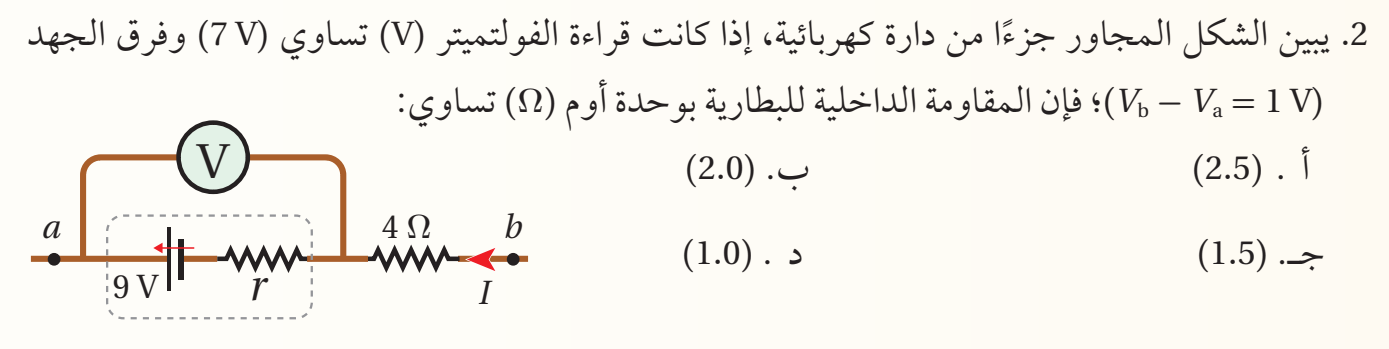 2. يبين الشكل المجاور جزءًا من دارة كهربائية، إذا كانت قراءة الفولتميتر (V) تساوي (7 V) وفرق الجهد
(V_b – V_a = 1 V)؛ فإن المقاومة الداخلية للبطارية بوحدة أوم (Ω) تساوي:
أ . (2.5)
ب. (2.0)
جـ. (1.5)
د . (1.0)
V
a
4 Ω
b
9 V
r
I